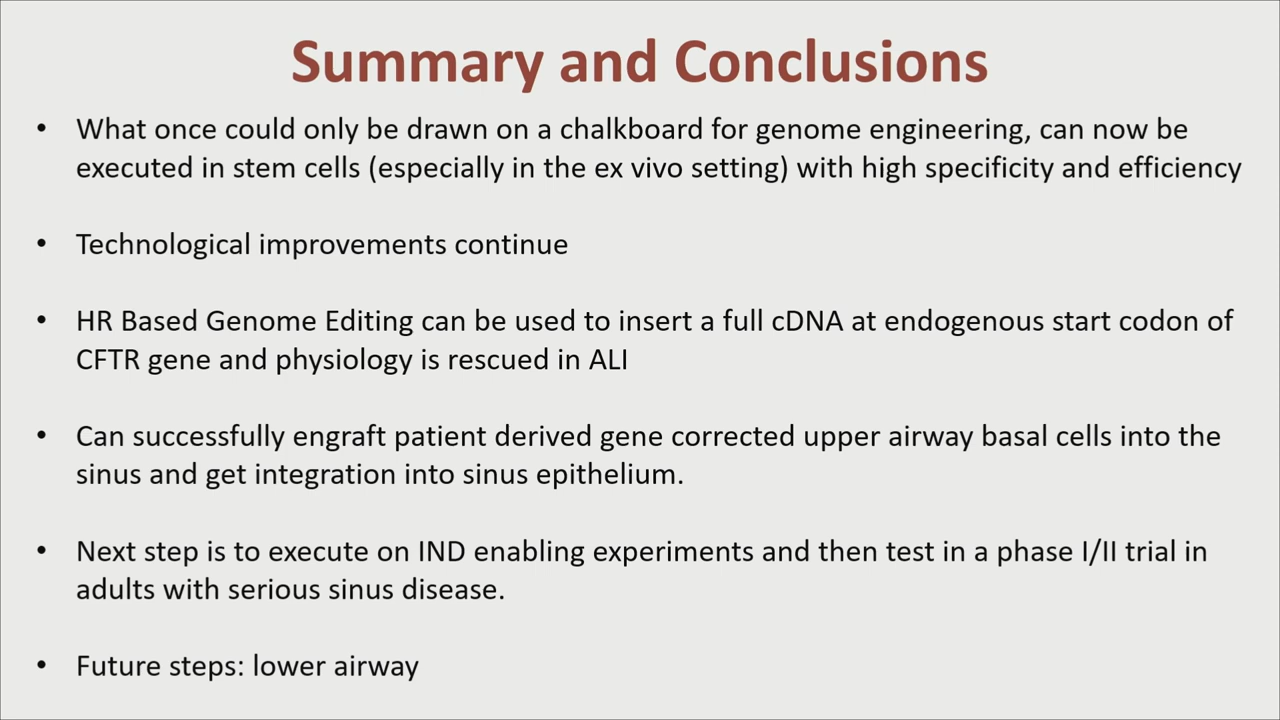 Summary and Conclusions
• What once could only be drawn on a chalkboard for genome engineering, can now be
executed in stem cells (especially in the ex vivo setting) with high specificity and efficiency
• Technological improvements continue
• HR Based Genome Editing can be used to insert a full cDNA at endogenous start codon of
CFTR gene and physiology is rescued in ALI
• Can successfully engraft patient derived gene corrected upper airway basal cells into the
sinus and get integration into sinus epithelium.
• Next step is to execute on IND enabling experiments and then test in a phase I/II trial in
adults with serious sinus disease.
• Future steps: lower airway